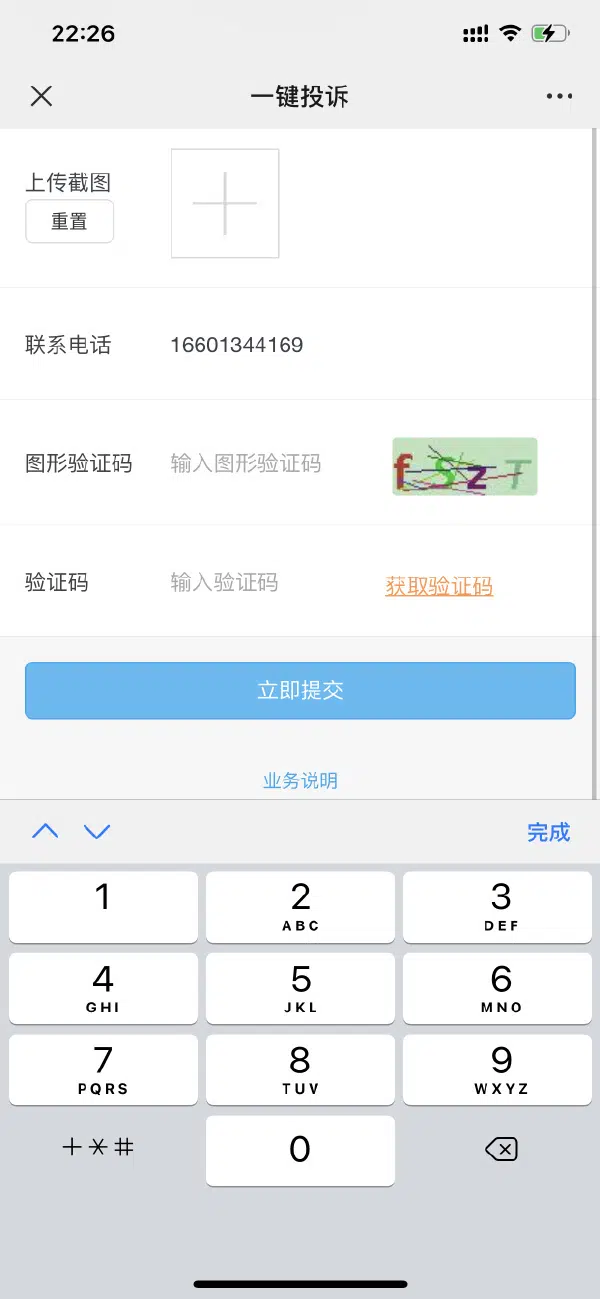 22:26
一键投诉
上传截图
重置
联系电话 16601344169
图形验证码 输入图形验证码 fSzT
验证码 输入验证码 获取验证码
立即提交
业务说明
完成
1 2 3
ABC DEF
4 5 6
GHI JKL MNO
7 8 9
PQRS TUV WXYZ
+*# 0